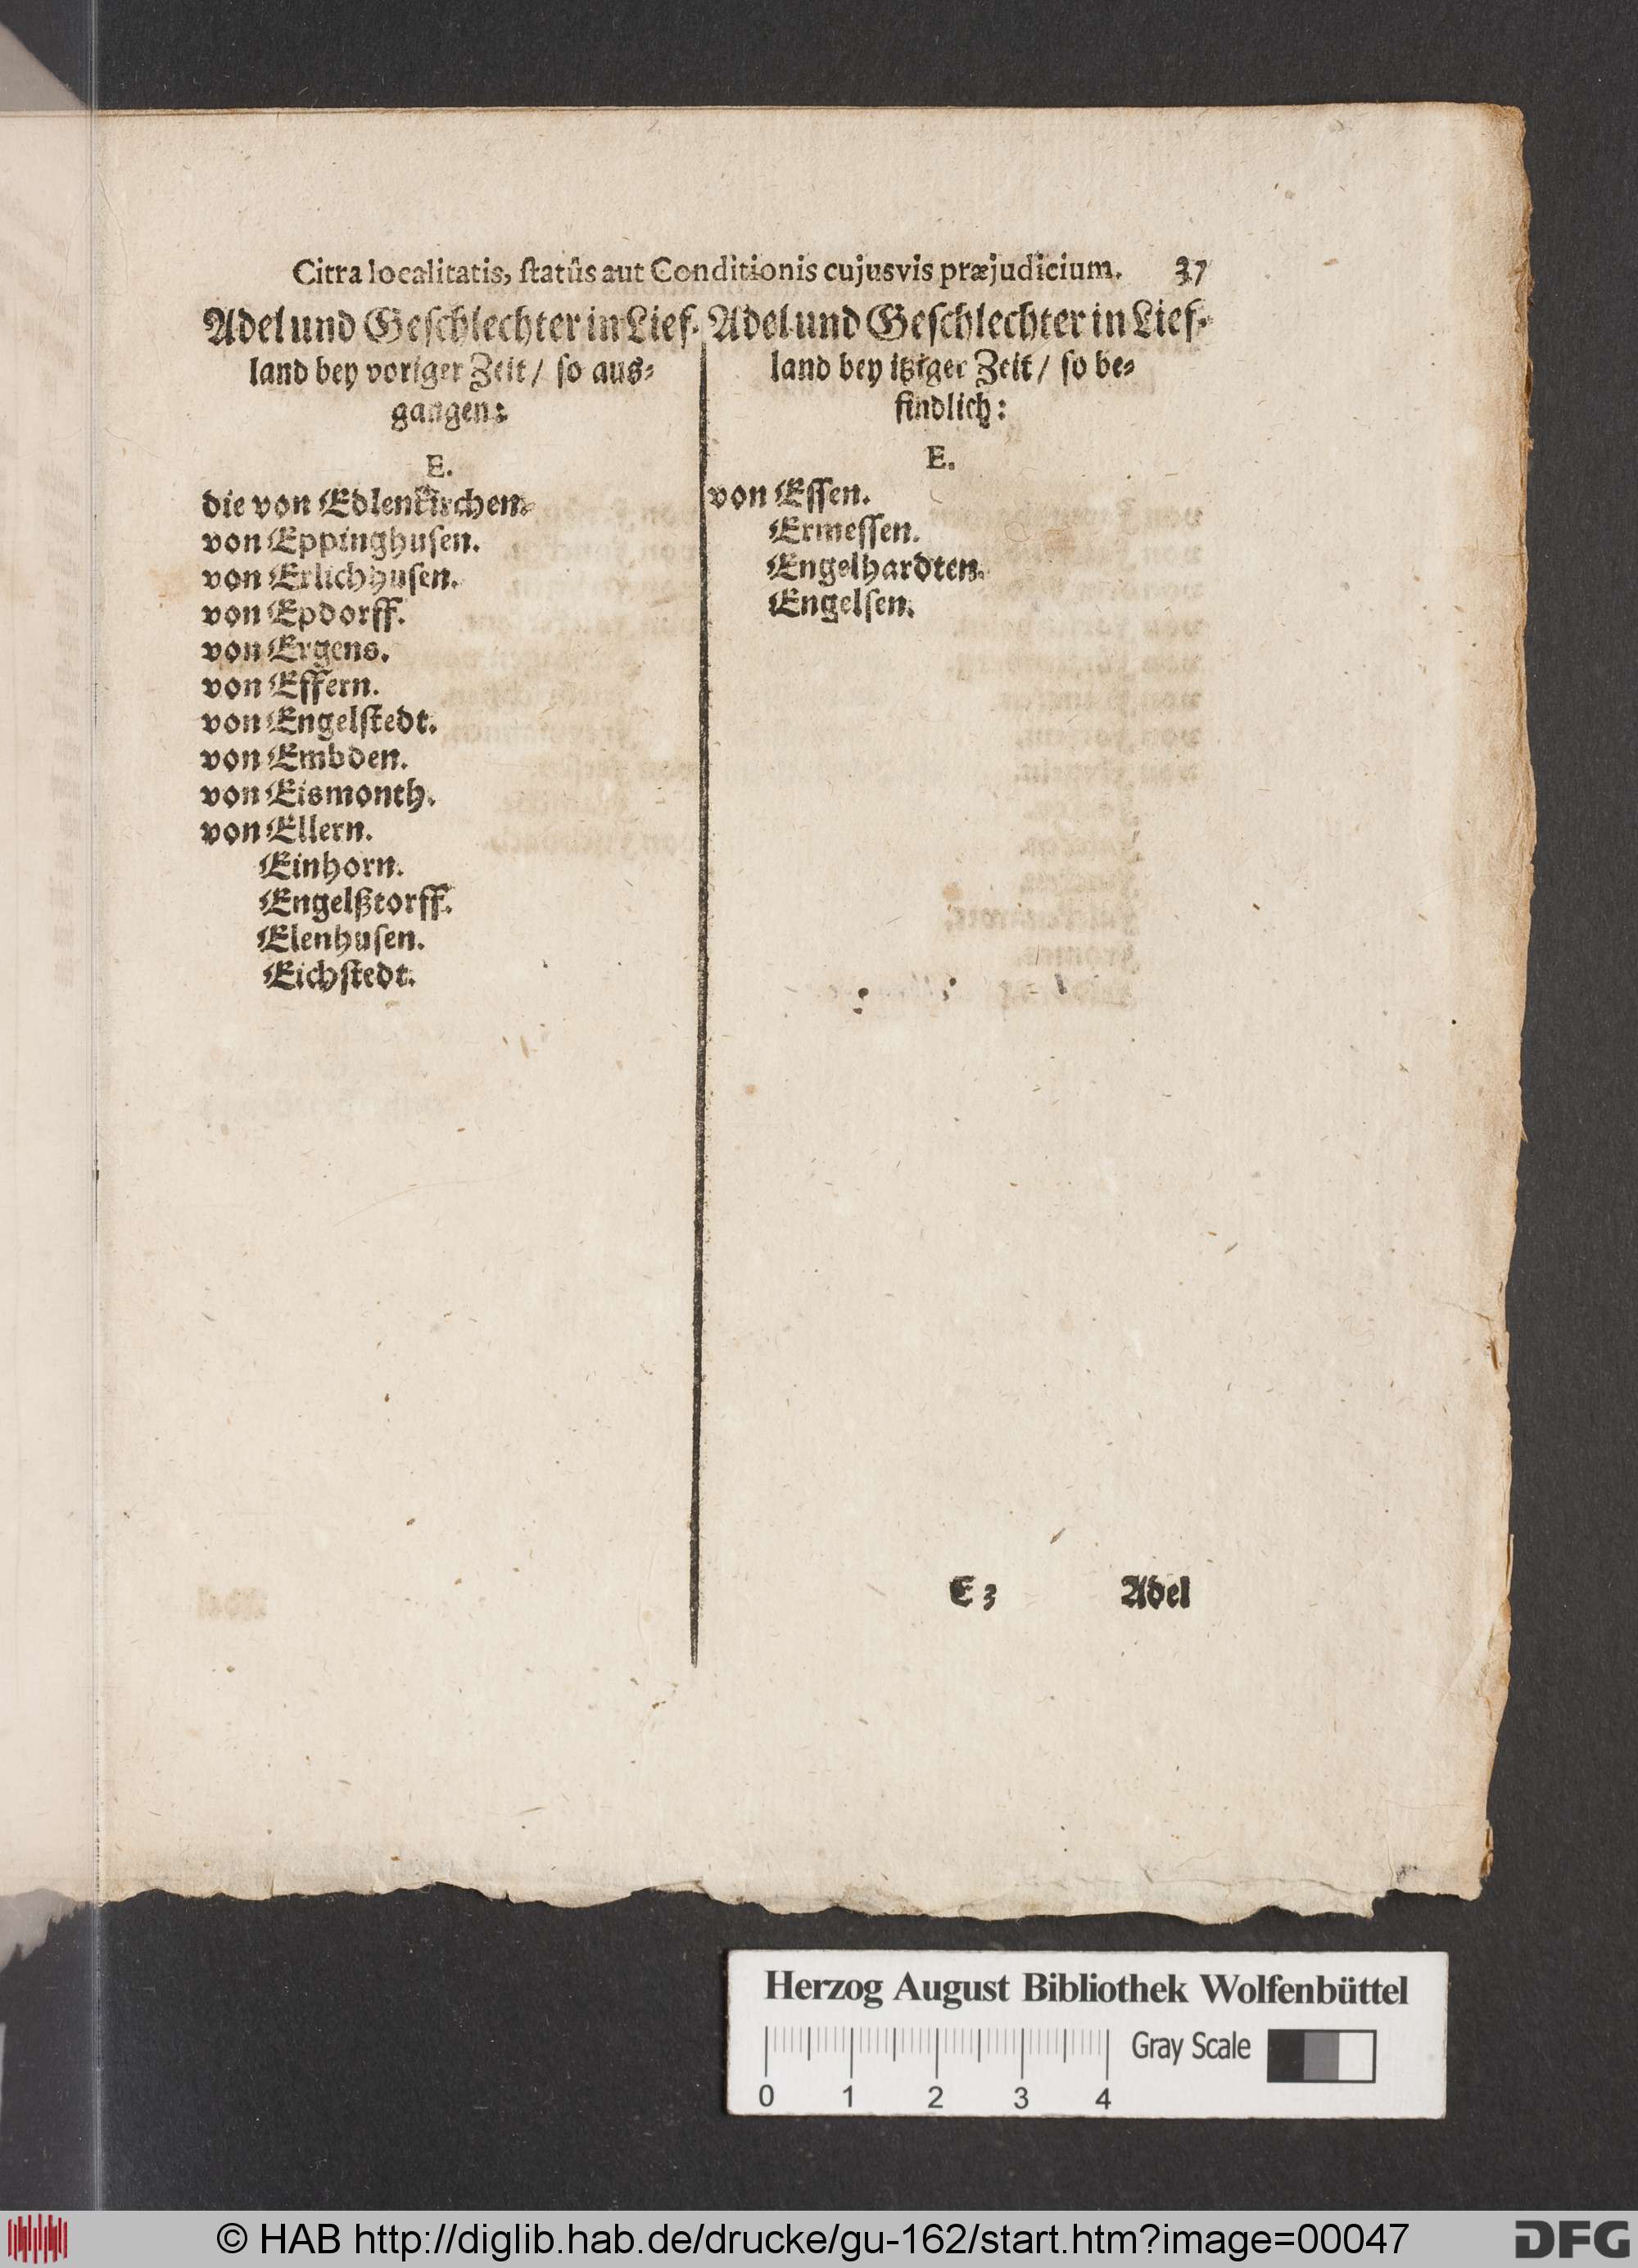 Citra localitatis, ſtatûs aut Conditionis cujusvis præjudicium. 37
Adel und Geſchlechter in Lief-
land bey voriger Zeit / ſo aus-
gangen:
E.
die von Edlenkirchen.
von Eppinghuſen.
von Erlichhuſen.
von Epdorff.
von Ergens.
von Effern.
von Engelſtedt.
von Embden.
von Eismonth.
von Ellern.
Einhorn.
Engelßtorff.
Elenhuſen.
Eichſtedt.
Adel und Geſchlechter in Lief-
land bey itziger Zeit / ſo be-
findlich:
E.
von Eſſen.
Ermeſſen.
Engelhardten.
Engelſen.
E 3 Adel
Herzog August Bibliothek Wolfenbüttel
0 1 2 3 4 Gray Scale
© HAB http://diglib.hab.de/drucke/gu-162/start.htm?image=00047 DFG